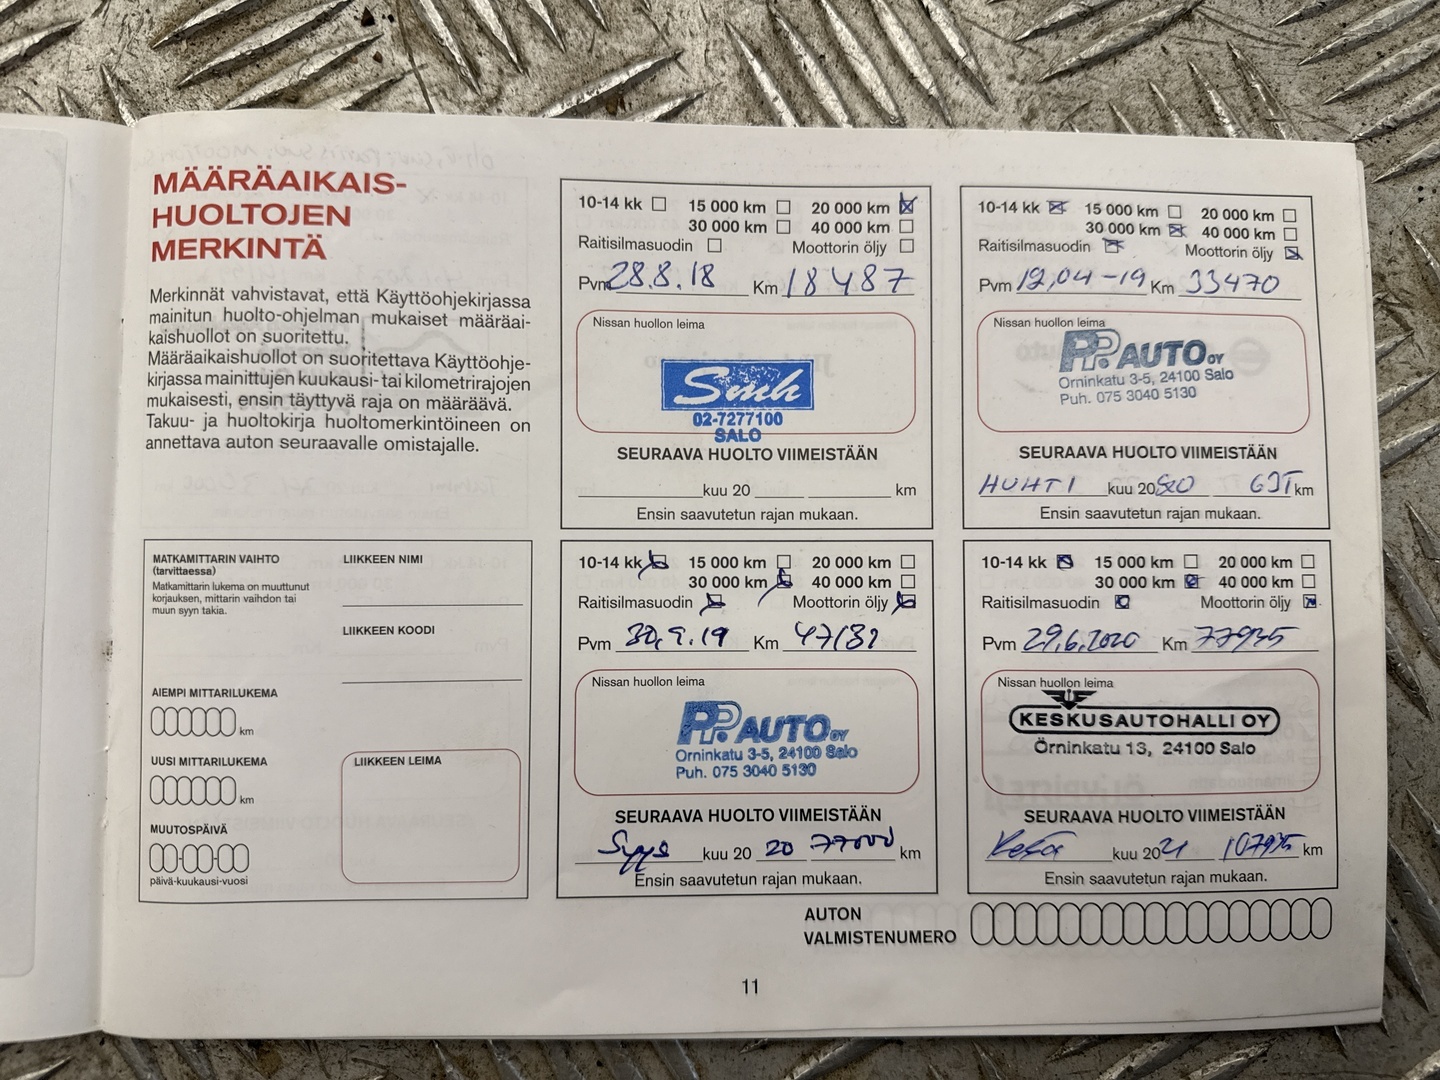 MÄÄRÄAIKAIS-
HUOLTOJEN
MERKINTÄ
Merkinnät vahvistavat, että Käyttöohjekirjassa
mainitun huolto-ohjelman mukaiset määräai-
kaishuollot on suoritettu.
Määräaikaishuollot on suoritettava Käyttöohje-
kirjassa mainittujen kuukausi- tai kilometrirajojen
mukaisesti, ensin täyttyvä raja on määräävä.
Takuu- ja huoltokirja huoltomerkintöineen on
annettava auton seuraavalle omistajalle.
MATKAMITTARIN VAIHTO
(tarvittaessa)
Matkamittarin lukema on muuttunut
korjauksen, mittarin vaihdon tai
muun syyn takia.
AIEMPI MITTARILUKEMA
km
UUSI MITTARILUKEMA
km
MUUTOSPÄIVÄ
päivä-kuukausi-vuosi
LIIKKEEN NIMI
LIIKKEEN KOODI
LIIKKEEN LEIMA
10-14 kk 15 000 km 20 000 km
30 000 km 40 000 km
Raitisilmasuodin Moottorin öljy
Pvm 28.8.18 Km 18487
Nissan huollon leima
Smh
02-7277100
SALO
SEURAAVA HUOLTO VIIMEISTÄÄN
kuu 20 km
Ensin saavutetun rajan mukaan.
10-14 kk 15 000 km 20 000 km
30 000 km 40 000 km
Raitisilmasuodin Moottorin öljy
Pvm 12,04-19 Km 33470
Nissan huollon leima
PP. AUTO OY
Örninkatu 3-5, 24100 Salo
Puh. 075 3040 5130
SEURAAVA HUOLTO VIIMEISTÄÄN
HUHTI kuu 20 km
Ensin saavutetun rajan mukaan.
10-14 kk 15 000 km 20 000 km
30 000 km 40 000 km
Raitisilmasuodin Moottorin öljy
Pvm 30,9.19 Km
Nissan huollon leima
PP. AUTO OY
Örninkatu 3-5, 24100 Salo
Puh. 075 3040 5130
SEURAAVA HUOLTO VIIMEISTÄÄN
Syys kuu 20 20 77000 km
Ensin saavutetun rajan mukaan.
10-14 kk 15 000 km 20 000 km
30 000 km 40 000 km
Raitisilmasuodin Moottorin öljy
Pvm 29.6.2020 Km 77935
Nissan huollon leima
KESKUSAUTOHALLI OY
Örninkatu 13, 24100 Salo
SEURAAVA HUOLTO VIIMEISTÄÄN
Kesä kuu 2021 107935 km
Ensin saavutetun rajan mukaan.
AUTON
VALMISTENUMERO
11